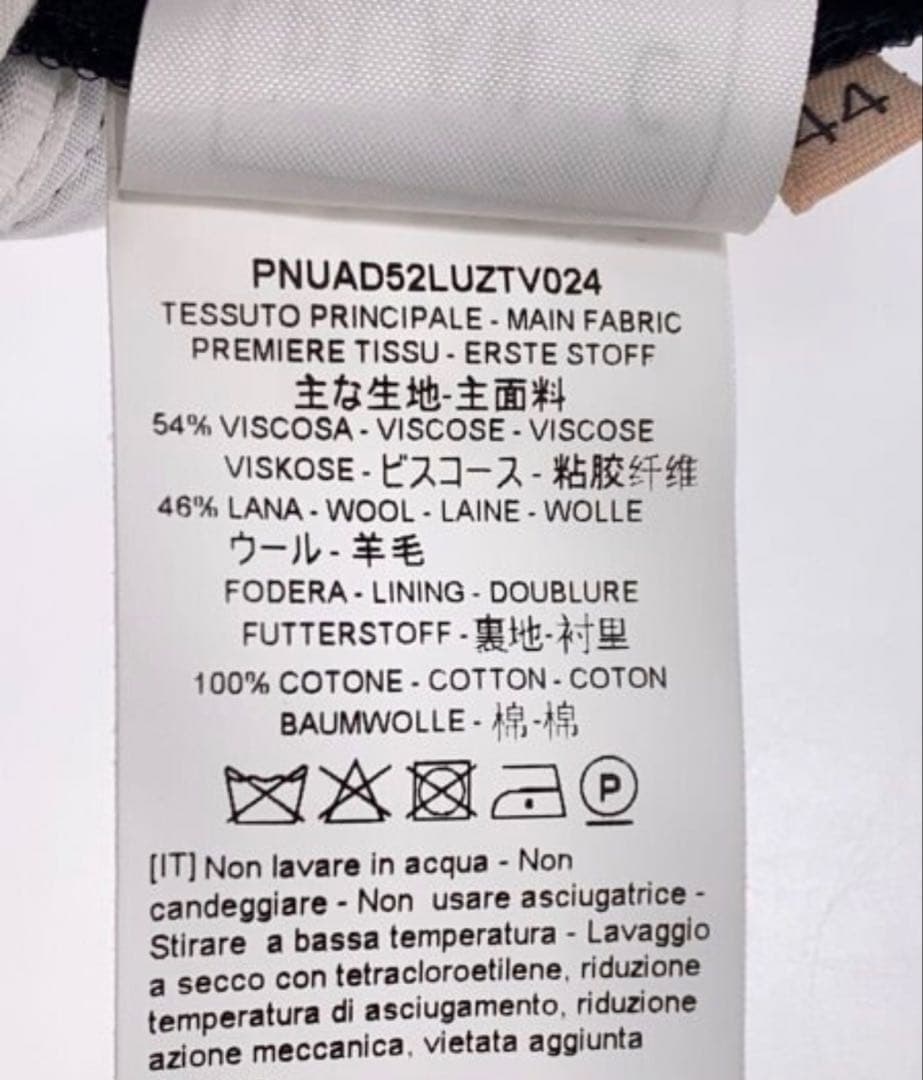 44
PNUAD52LUZTV024
TESSUTO PRINCIPALE - MAIN FABRIC
PREMIERE TISSU - ERSTE STOFF
主な生地-主面料
54% VISCOSA - VISCOSE - VISCOSE
VISKOSE - ビスコース - 粘胶纤维
46% LANA - WOOL - LAINE - WOLLE
ウール - 羊毛
FODERA - LINING - DOUBLURE
FUTTERSTOFF - 裏地-衬里
100% COTONE - COTTON - COTON
BAUMWOLLE - 棉-棉
P
[IT] Non lavare in acqua - Non
candeggiare - Non usare asciugatrice -
Stirare a bassa temperatura - Lavaggio
a secco con tetracloroetilene, riduzione
temperatura di asciugamento, riduzione
azione meccanica, vietata aggiunta